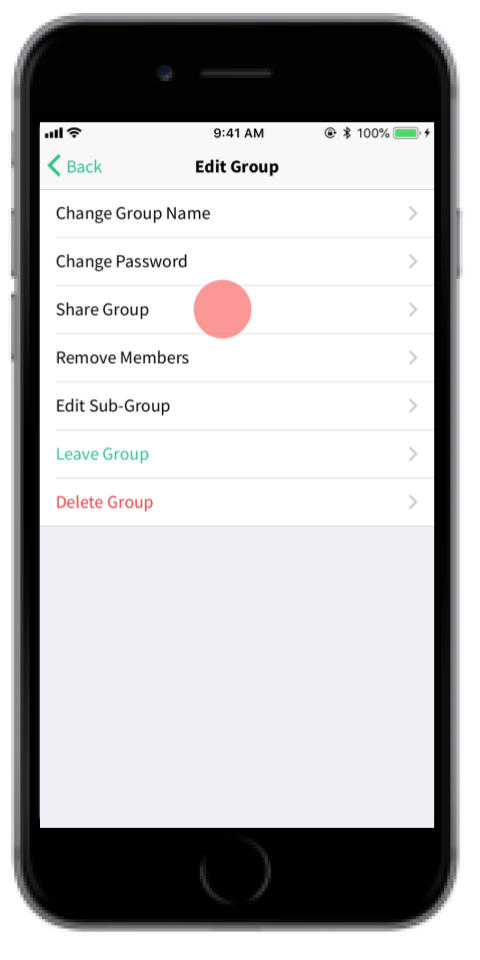 9:41 AM 100%
Back Edit Group
Change Group Name
Change Password
Share Group
Remove Members
Edit Sub-Group
Leave Group
Delete Group